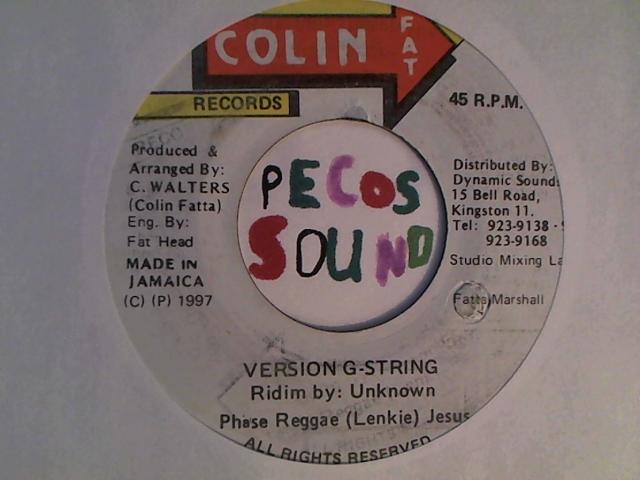 COLIN
FAT
RECORDS
45 R.P.M.
Produced &
Arranged By:
C. WALTERS
(Colin Fatta)
Eng. By:
Fat Head
MADE IN
JAMAICA
(C) (P) 1997
PECOS
SOUND
Distributed By:
Dynamic Sound
15 Bell Road,
Kingston 11.
Tel: 923-9138
923-9168
Studio Mixing La
Fatta Marshall
VERSION G-STRING
Ridim by: Unknown
Phase Reggae (Lenkie) Jesus
ALL RIGHTS RESERVED